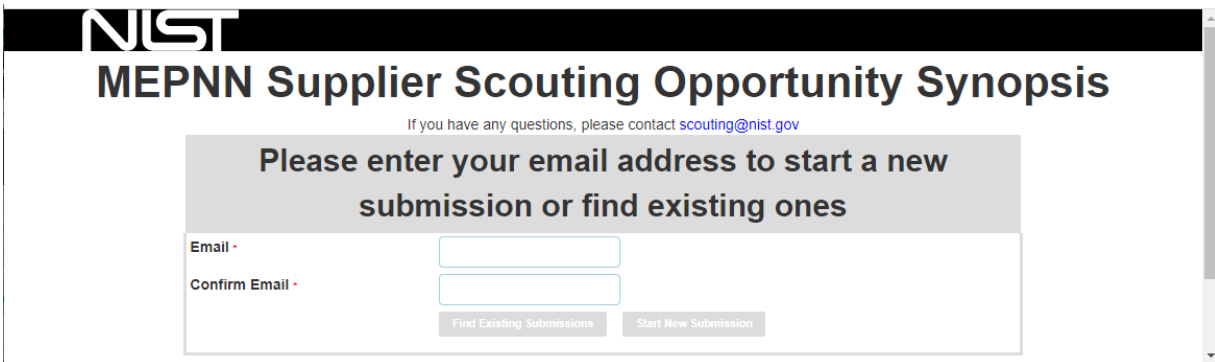 NIST
MEPNN Supplier Scouting Opportunity Synopsis
If you have any questions, please contact scouting@nist.gov
Please enter your email address to start a new
submission or find existing ones
Email *
Confirm Email *
Find Existing Submissions Start New Submission